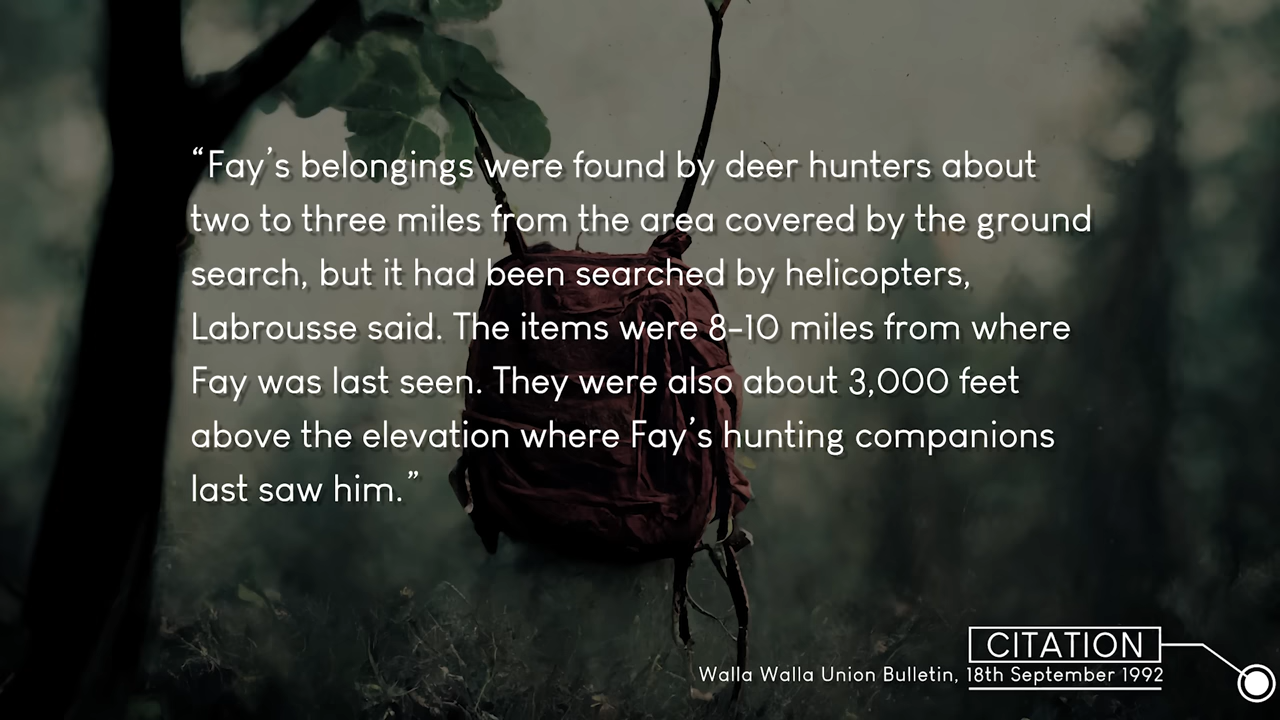 “Fay’s belongings were found by deer hunters about
two to three miles from the area covered by the ground
search, but it had been searched by helicopters,
Labrousse said. The items were 8-10 miles from where
Fay was last seen. They were also about 3,000 feet
above the elevation where Fay’s hunting companions
last saw him.”
CITATION
Walla Walla Union Bulletin, 18th September 1992